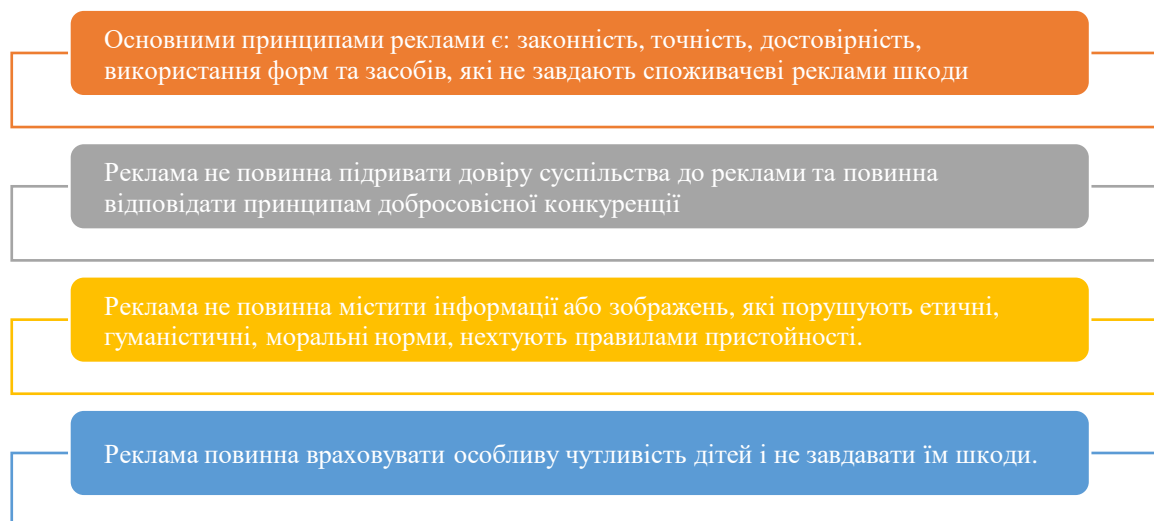 Основними принципами реклами є: законність, точність, достовірність,
використання форм та засобів, які не завдають споживачеві реклами шкоди
Реклама не повинна підривати довіру суспільства до реклами та повинна
відповідати принципам добросовісної конкуренції
Реклама не повинна містити інформації або зображень, які порушують етичні,
гуманістичні, моральні норми, нехтують правилами пристойності.
Реклама повинна враховувати особливу чутливість дітей і не завдавати їм шкоди.